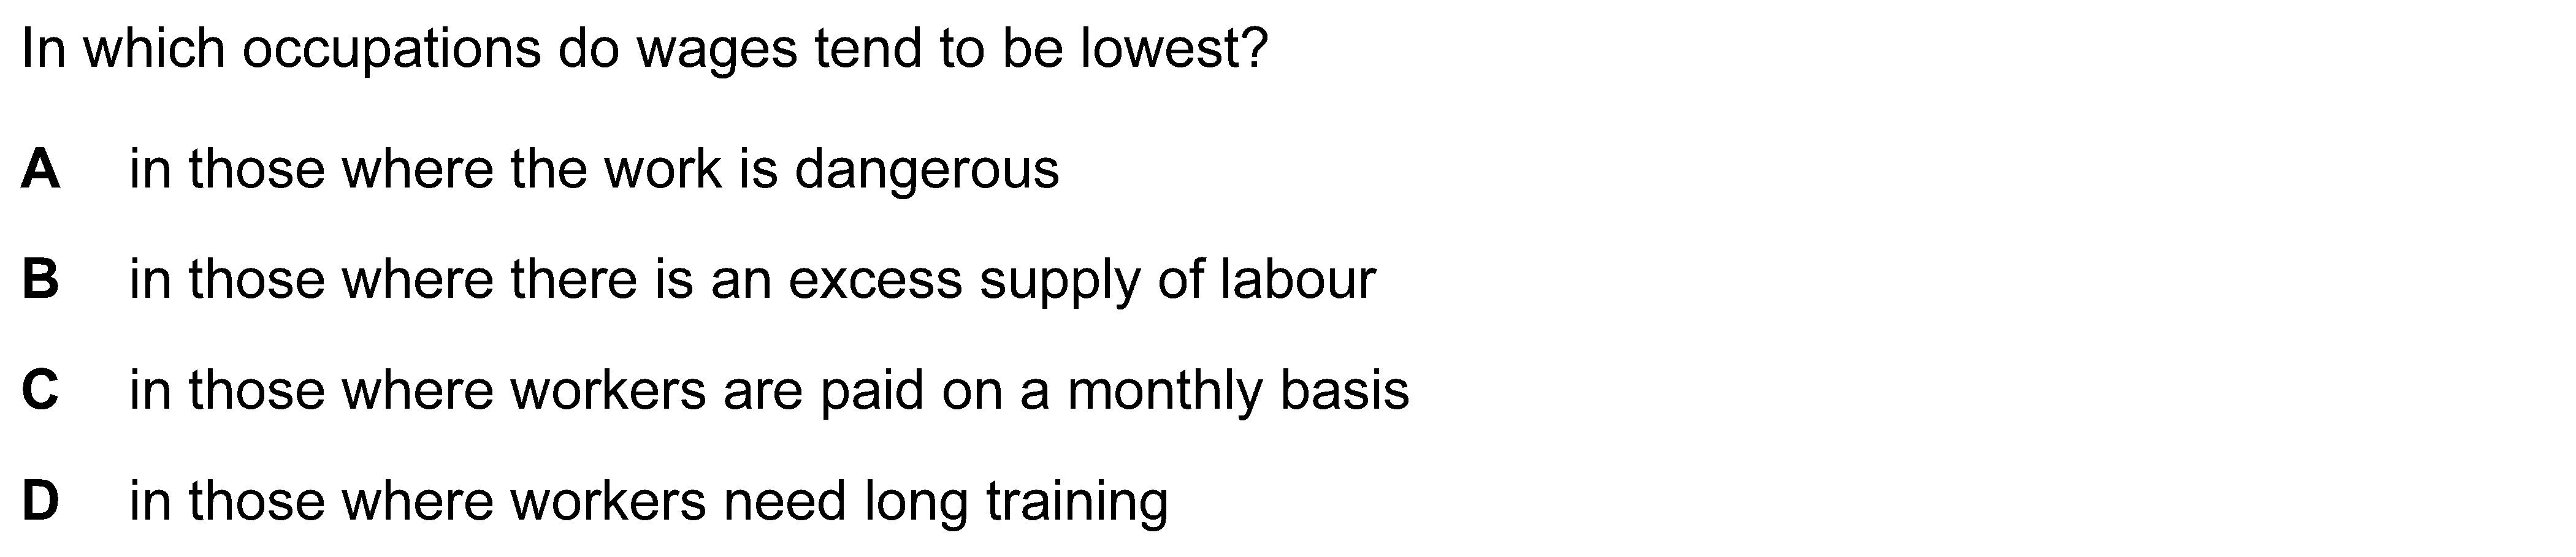 In which occupations do wages tend to be lowest?
A in those where the work is dangerous
B in those where there is an excess supply of labour
C in those where workers are paid on a monthly basis
D in those where workers need long training